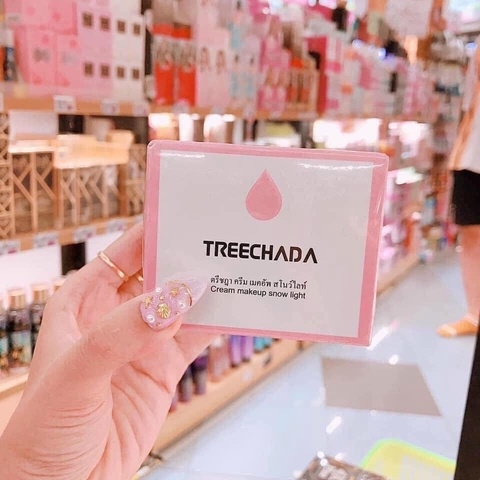 TREECHADA
ตรีชฎา ครีม เมคอัพ สโนว์ไลท์
Cream makeup snow light